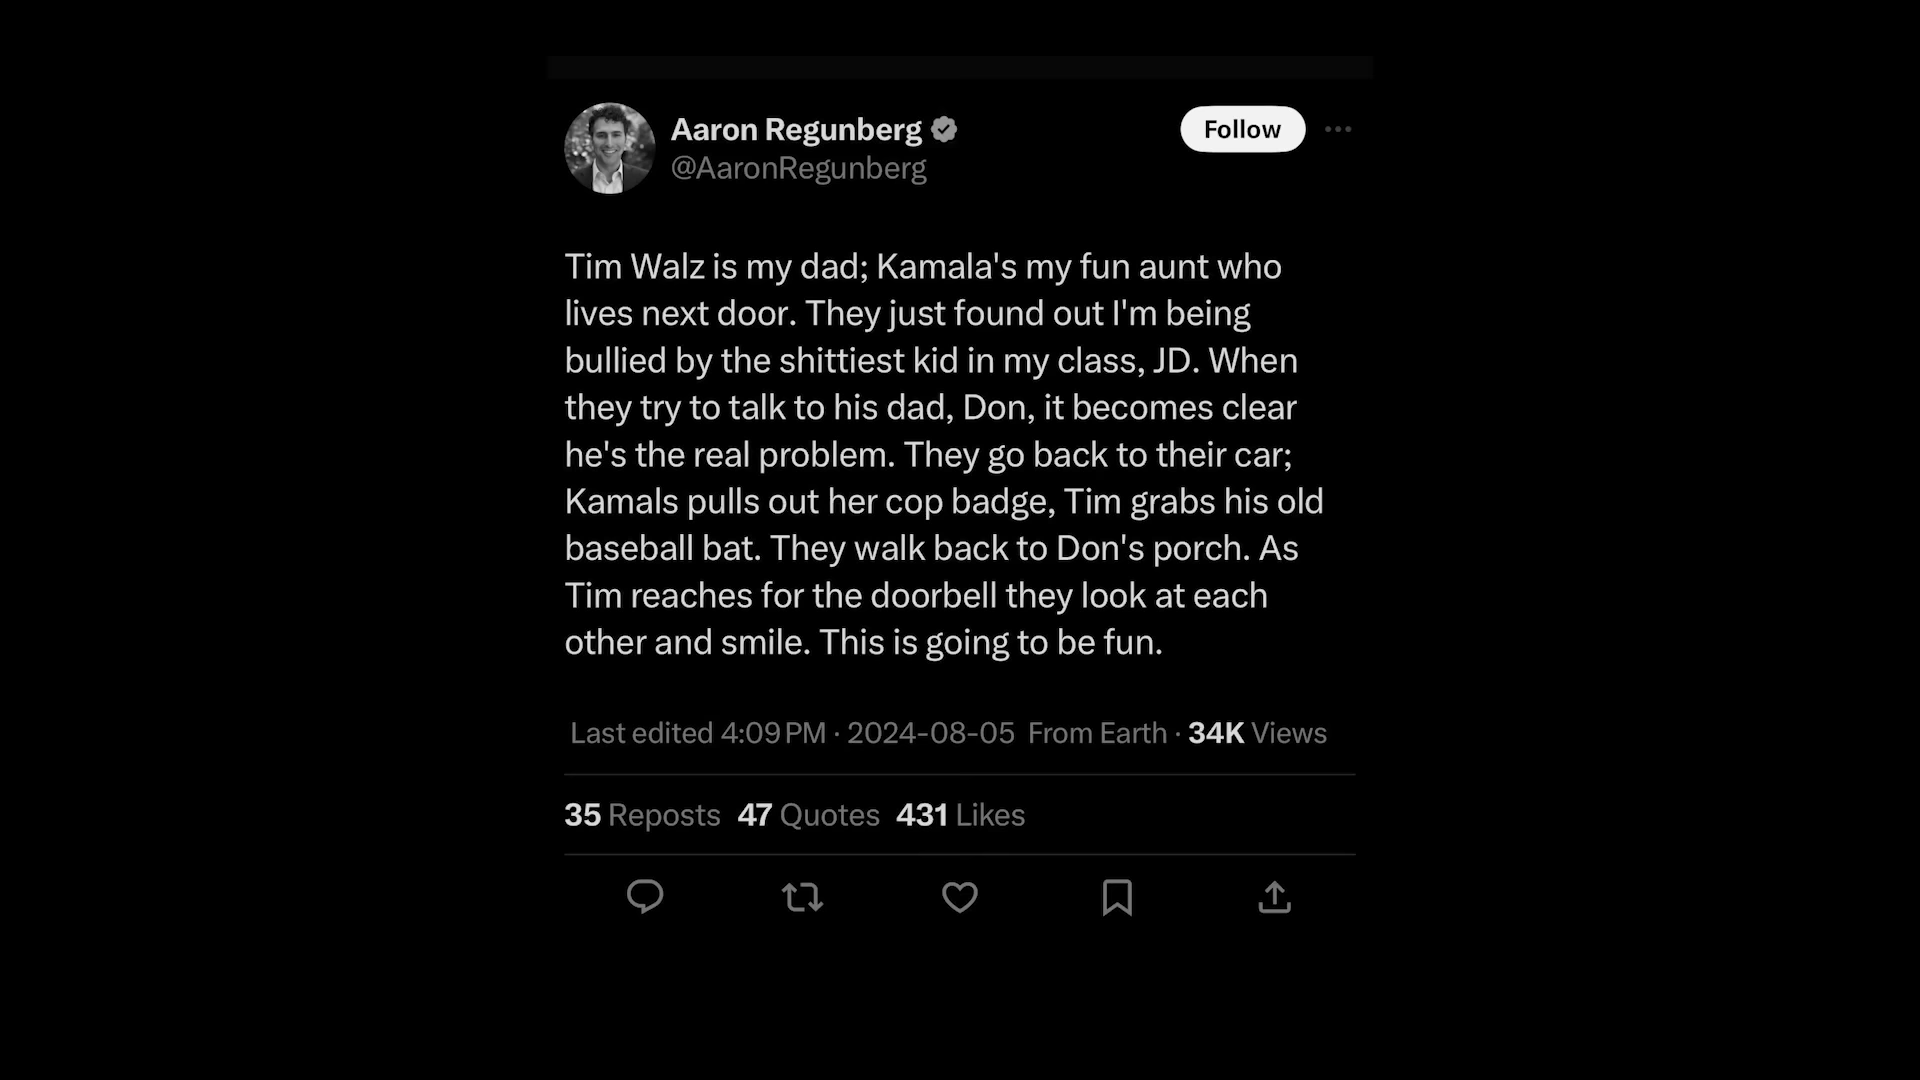 Aaron Regunberg
Follow
@AaronRegunberg
Tim Walz is my dad; Kamala's my fun aunt who
lives next door. They just found out I'm being
bullied by the shittiest kid in my class, JD. When
they try to talk to his dad, Don, it becomes clear
he's the real problem. They go back to their car;
Kamals pulls out her cop badge, Tim grabs his old
baseball bat. They walk back to Don's porch. As
Tim reaches for the doorbell they look at each
other and smile. This is going to be fun.
Last edited 4:09 PM · 2024-08-05 From Earth · 34K Views
35 Reposts 47 Quotes 431 Likes